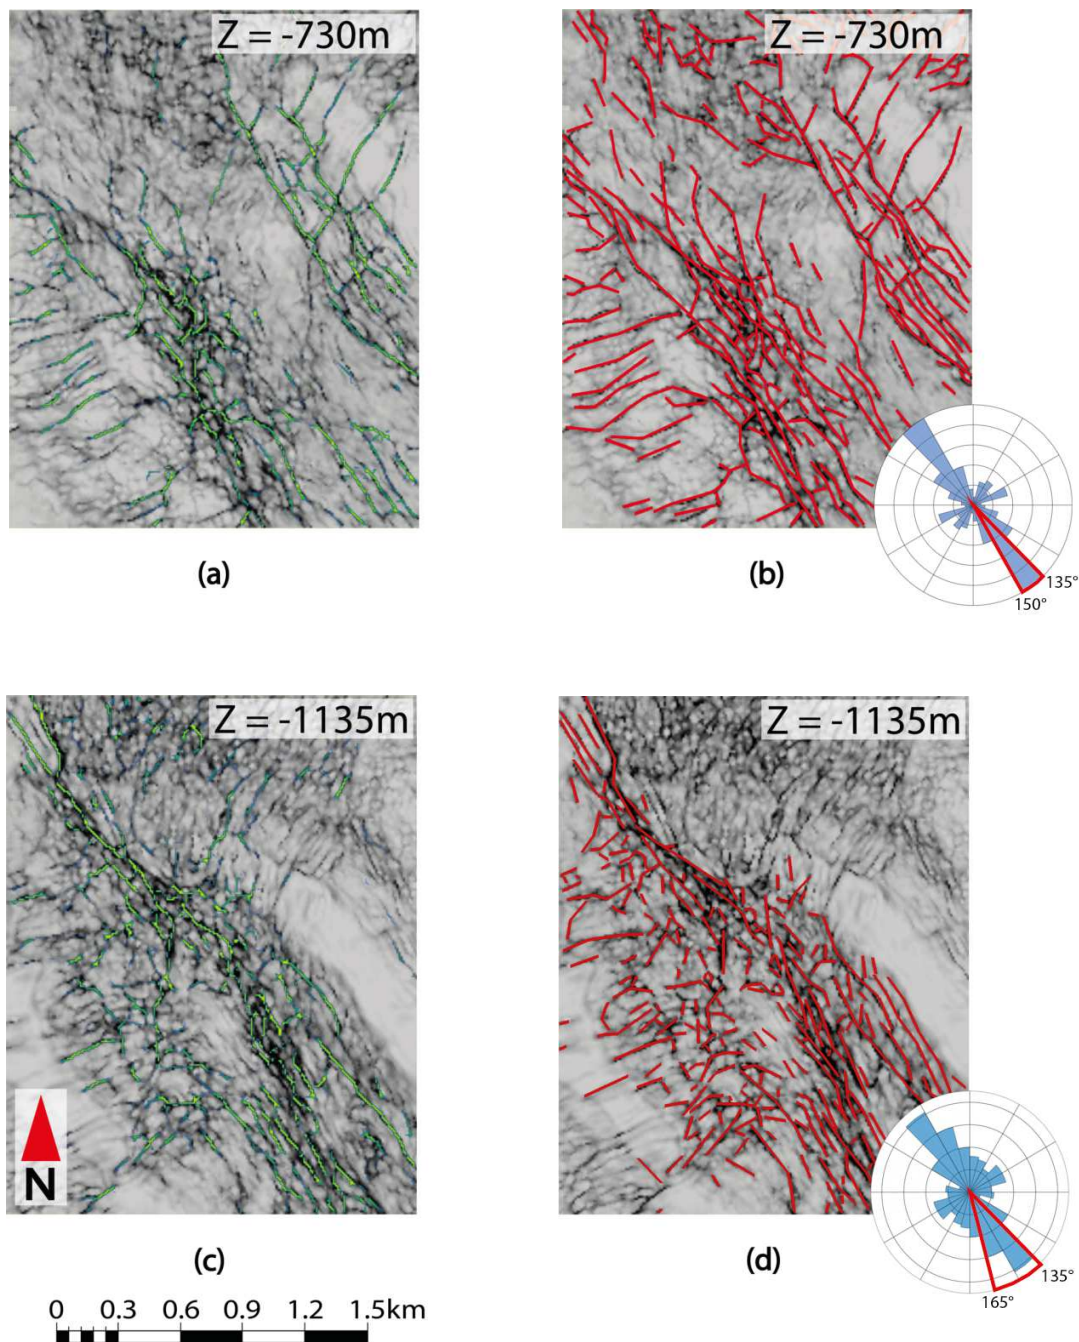 Z = -730m
Z = -730m
135°
150°
(a)
(b)
Z = -1135m
Z = -1135m
N
135°
165°
(c)
(d)
0 0.3 0.6 0.9 1.2 1.5km